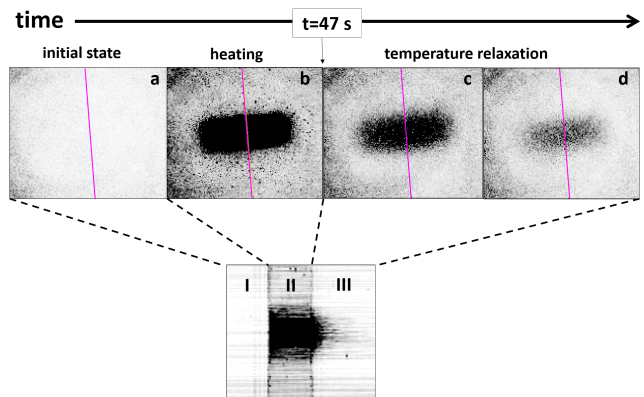 time
t=47 s
initial state
heating
temperature relaxation
a
b
c
d
I
II
III